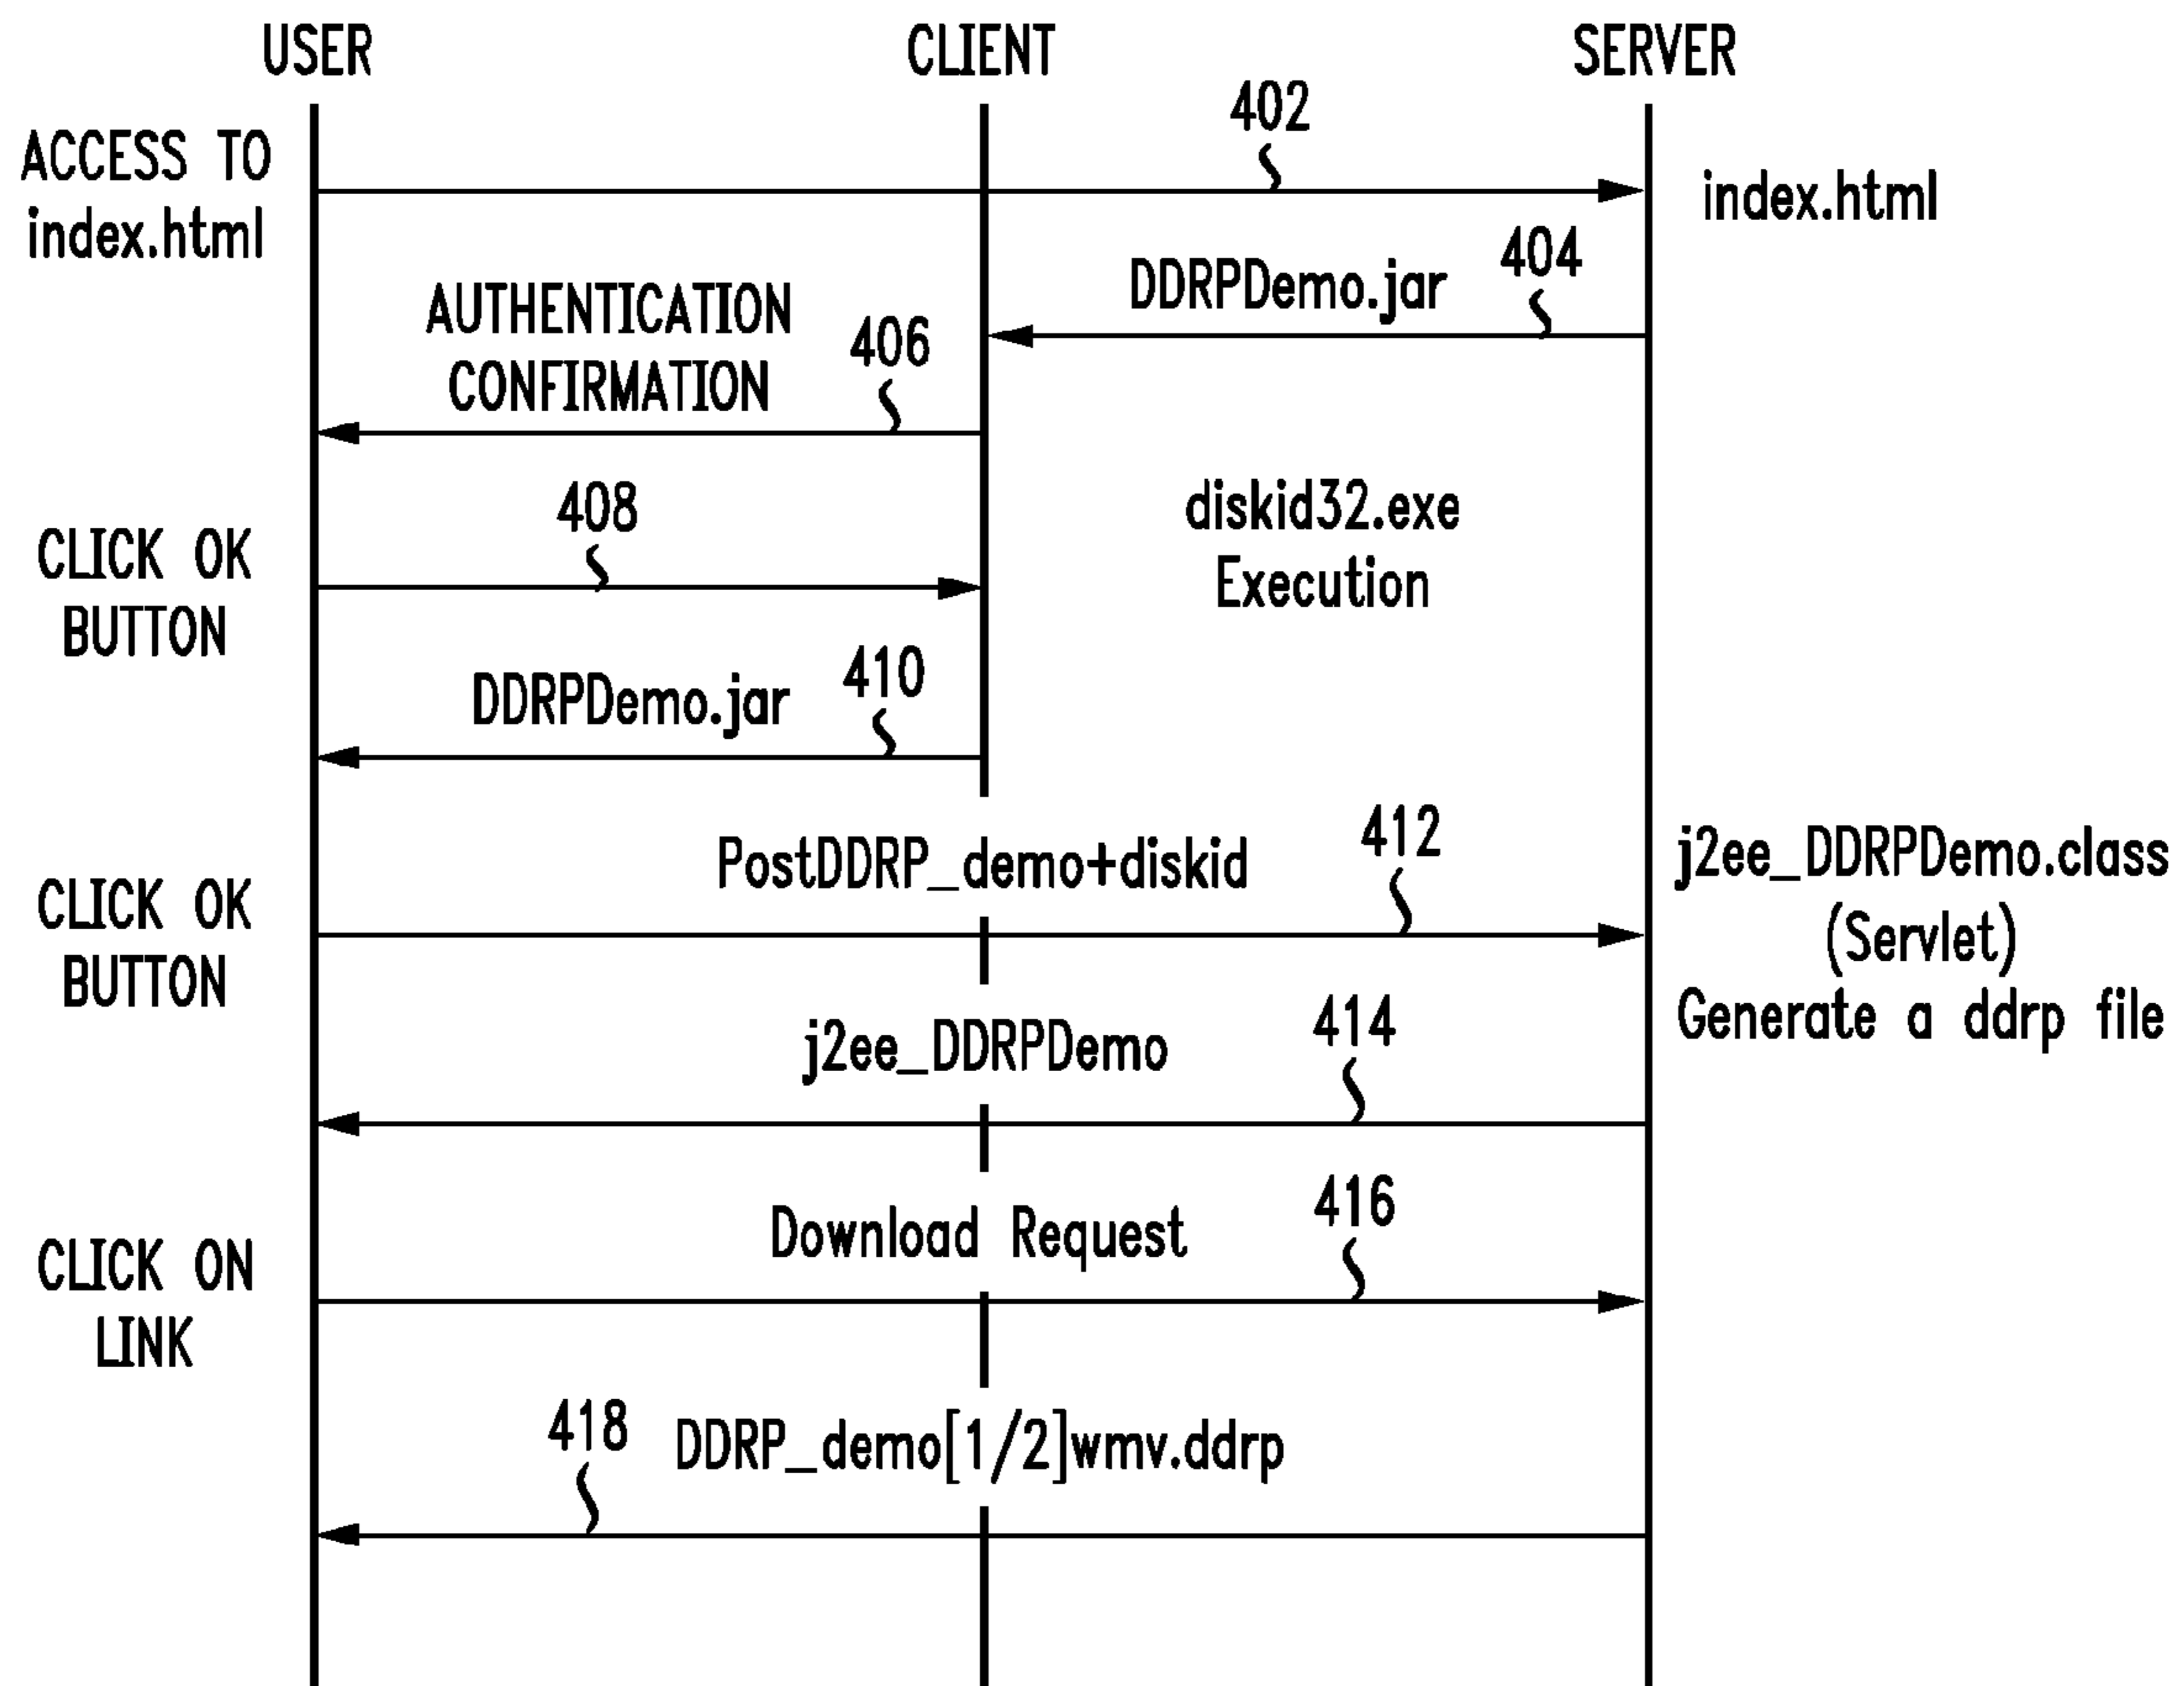 USER
CLIENT
SERVER
402
ACCESS TO
index.html
index.html
404
DDRPDemo.jar
AUTHENTICATION
CONFIRMATION
406
408
diskid32.exe
Execution
CLICK OK
BUTTON
410
DDRPDemo.jar
412
PostDDRP_demo+diskid
j2ee_DDRPDemo.class
(Servlet)
Generate a ddrp file
CLICK OK
BUTTON
414
j2ee_DDRPDemo
416
Download Request
CLICK ON
LINK
418
DDRP_demo[1/2]wmv.ddrp